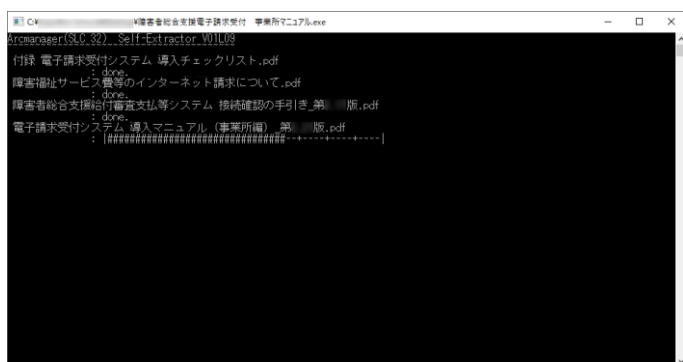 C:¥ ¥障害者総合支援電子請求受付 事業所マニュアル.exe
Arcmanager(SLC 32) Self-Extractor V01L09
付録 電子請求受付システム 導入チェックリスト.pdf
: done.
障害福祉サービス費等のインターネット請求について.pdf
: done.
障害者総合支援給付審査支払等システム 接続確認の手引き_第 版.pdf
: done.
電子請求受付システム 導入マニュアル(事業所編)_第 版.pdf
: |##################################--+----+----+----|